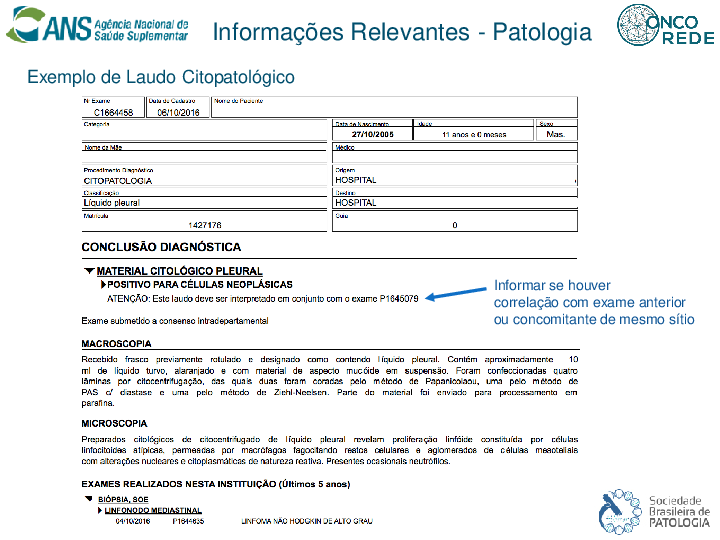 ANS Agência Nacional de Saúde Suplementar
Informações Relevantes - Patologia
ONCO REDE
Exemplo de Laudo Citopatológico
Nr Exame Data de Cadastro Nome do Paciente
C1664458 06/10/2016
Categoria Data de Nascimento Idade Sexo
27/10/2005 11 anos e 0 meses Mas.
Nome da Mãe Médico
Procedimento Diagnóstico Origem
CITOPATOLOGIA HOSPITAL
Classificação Destino
Líquido pleural HOSPITAL
Matrícula Guia
1427176 0
CONCLUSÃO DIAGNÓSTICA
MATERIAL CITOLÓGICO PLEURAL
POSITIVO PARA CÉLULAS NEOPLÁSICAS
ATENÇÃO: Este laudo deve ser interpretado em conjunto com o exame P1645079
Informar se houver
correlação com exame anterior
ou concomitante de mesmo sítio
Exame submetido a consenso intradepartamental
MACROSCOPIA
Recebido frasco previamente rotulado e designado como contendo líquido pleural. Contém aproximadamente 10
ml de líquido turvo, alaranjado e com material de aspecto mucóide em suspensão. Foram confeccionadas quatro
lâminas por citocentrifugação, das quais duas foram coradas pelo método de Papanicolaou, uma pelo método de
PAS c/ diastase e uma pelo método de Ziehl-Neelsen. Parte do material foi enviado para processamento em
parafina.
MICROSCOPIA
Preparados citológicos de citocentrifugado de líquido pleural revelam proliferação linfóide constituída por células
linfocitoides atípicas, permeadas por macrófagos fagocitando restos celulares e aglomerados de células mesoteliais
com alterações nucleares e citoplasmáticas de natureza reativa. Presentes ocasionais neutrófilos.
EXAMES REALIZADOS NESTA INSTITUIÇÃO (Últimos 5 anos)
BIÓPSIA, SOE
LINFONODO MEDIASTINAL
04/10/2016 P1644635 LINFOMA NÃO HODGKIN DE ALTO GRAU
Sociedade
Brasileira de
PATOLOGIA